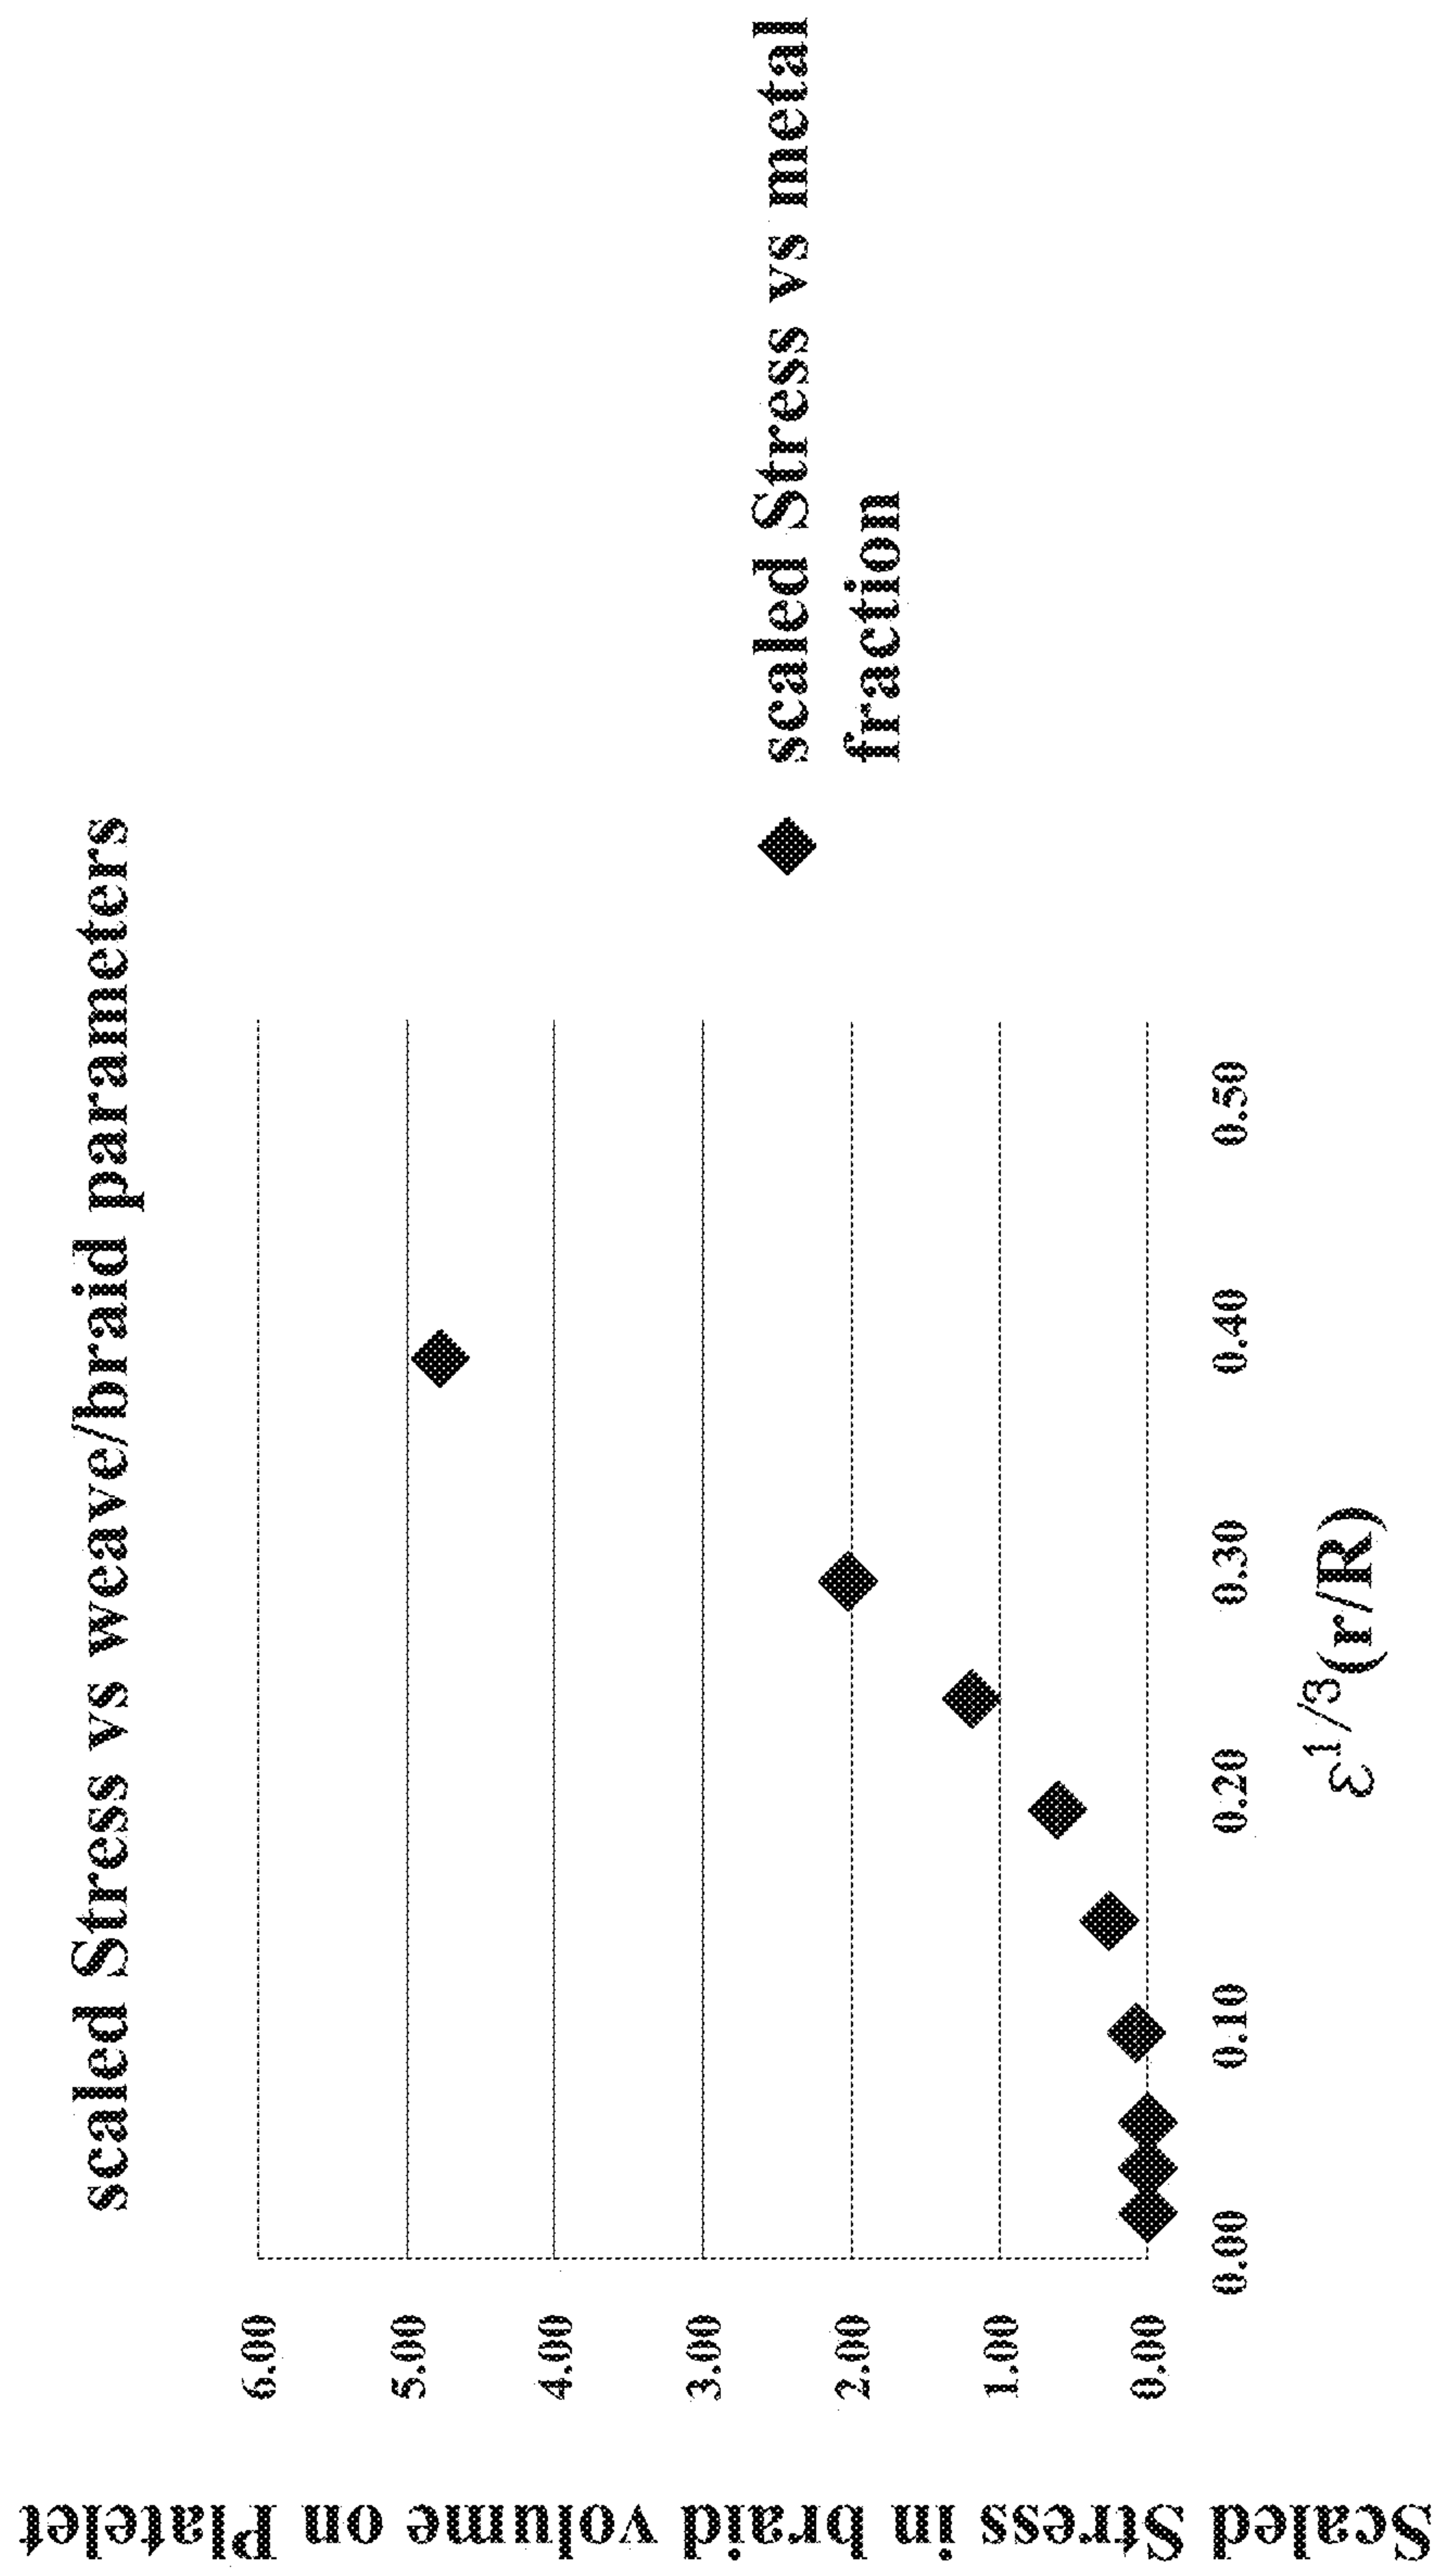 scaled Stress vs weave/braid parameters
Scaled Stress in braid volume on Platelet
6.00
5.00
4.00
3.00
2.00
1.00
0.00
0.00
0.10
0.20
0.30
0.40
0.50
ε^1/3(r/R)
scaled Stress vs metal
fraction